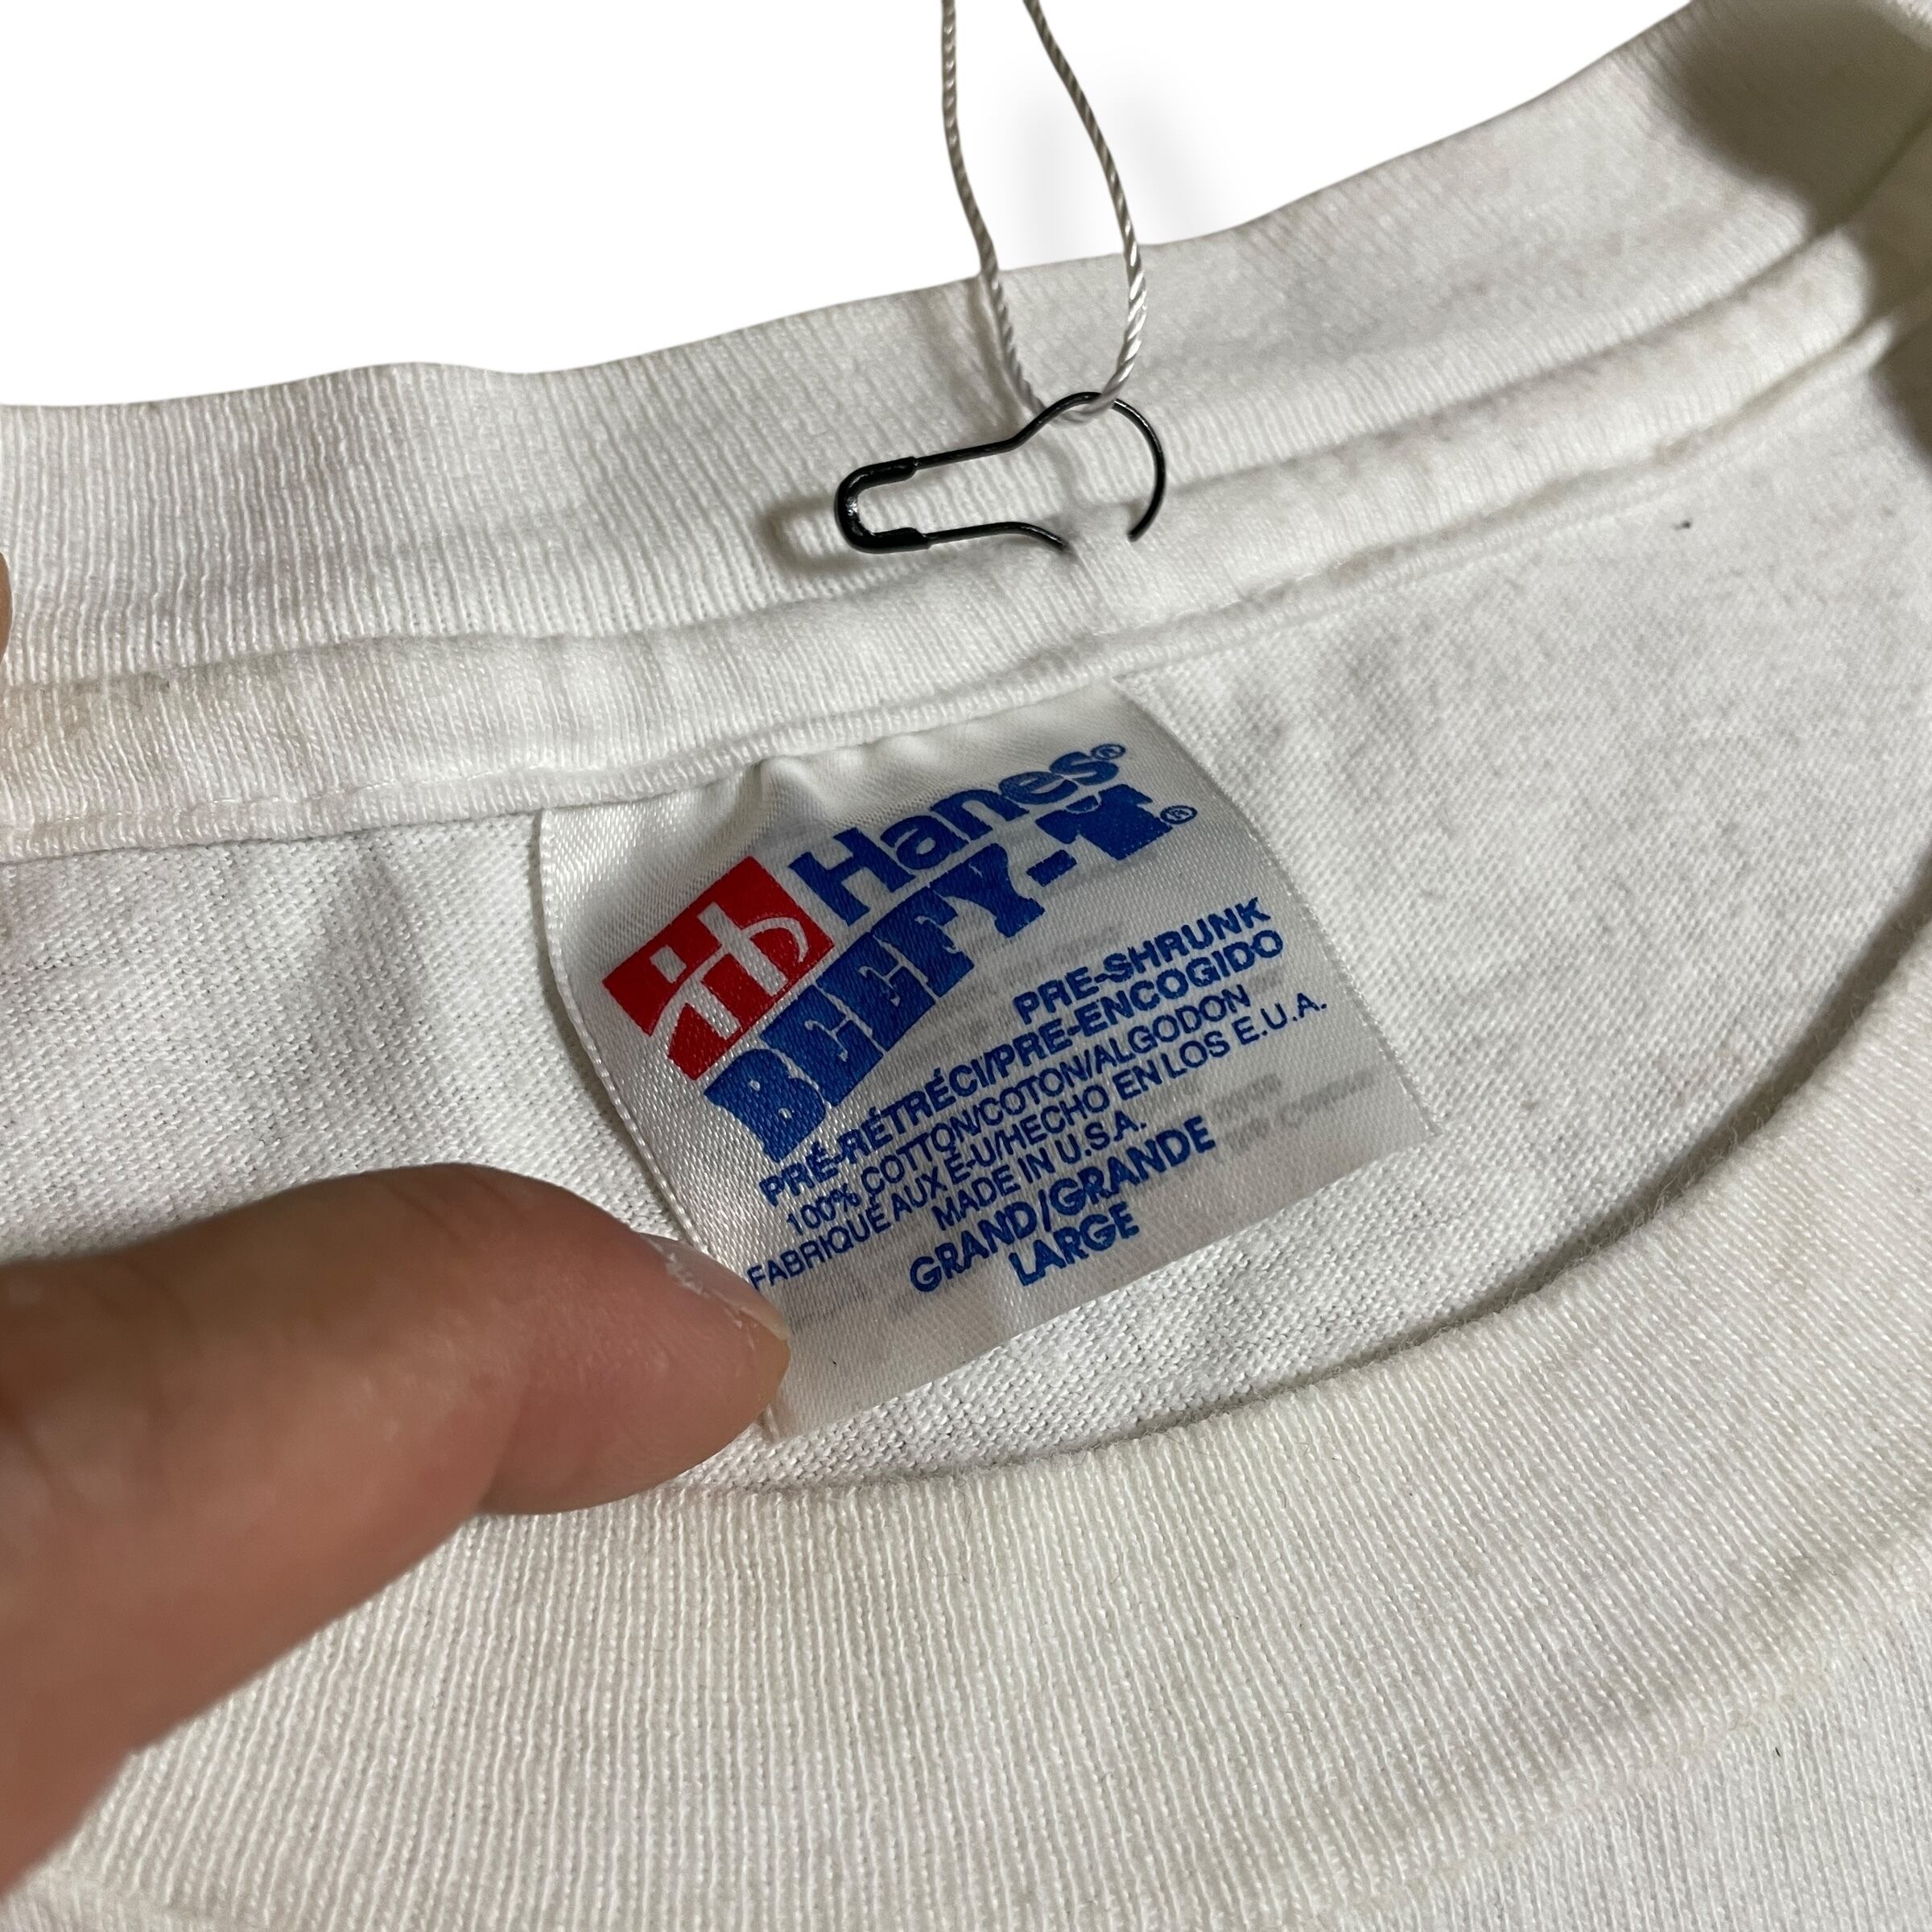 Hanes®
BEEFY-T®
PRE-SHRUNK
PRÉ-RÉTRÉCI/PRE-ENCOGIDO
100% COTTON/COTON/ALGODON
FABRIQUÉ AUX É-U/HECHO EN LOS E.U.A.
MADE IN U.S.A.
GRAND/GRANDE
LARGE